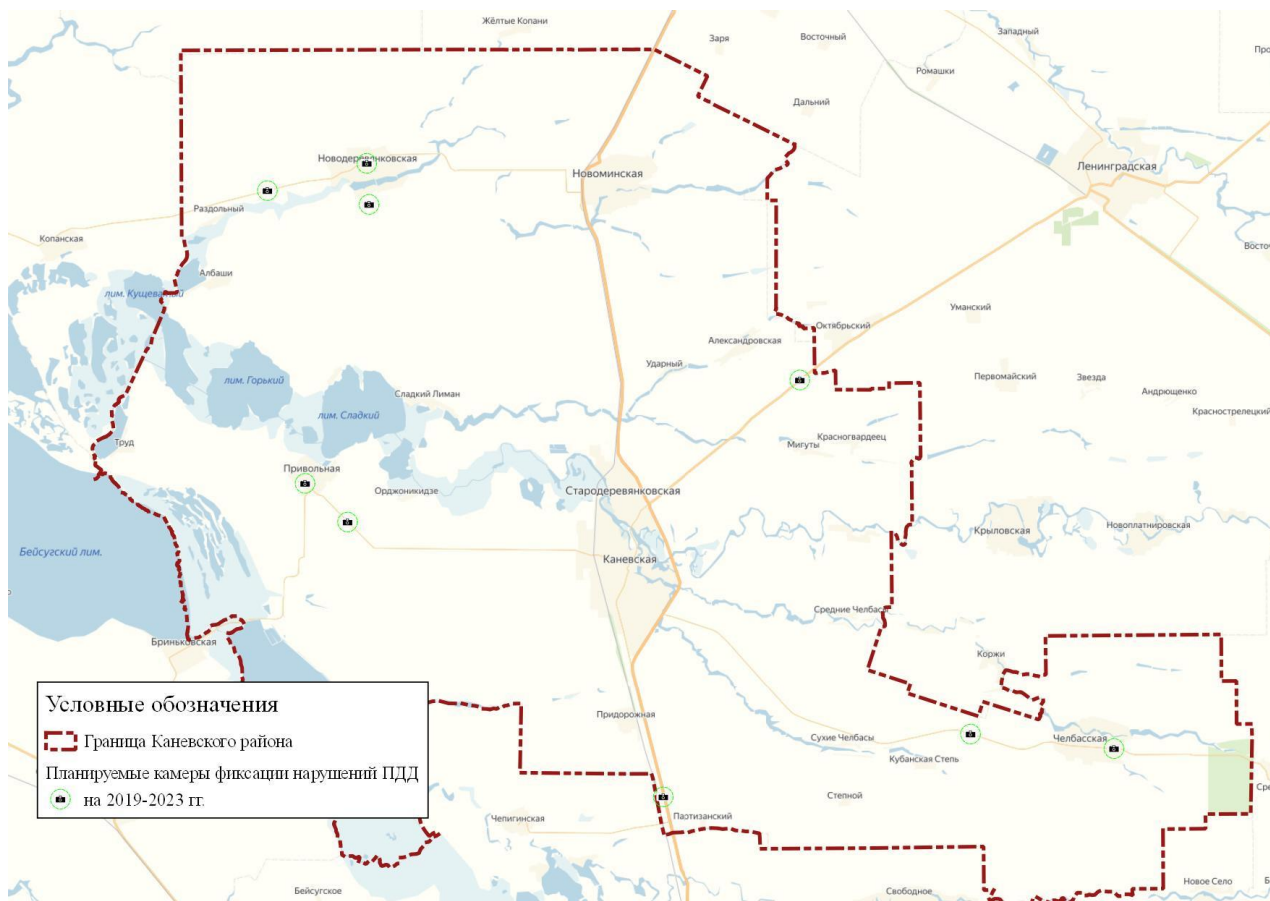 Жёлтые Копани
Заря
Восточный
Западный
Ромашки
Дальний
Новодеревянковская
Новоминская
Ленинградская
Раздольный
Копанская
Албаши
лим. Кущеватый
Уманский
Октябрьский
Александровская
Ударный
Первомайский
Звезда
Андрющенко
лим. Горький
Сладкий Лиман
лим. Сладкий
Краснострелецкий
Труд
Красногвардеец
Мигуты
Привольная
Орджоникидзе
Стародеревянковская
Крыловская
Новоплатнировская
Бейсугский лим.
Каневская
Средние Челбасы
Бриньковская
Коржи
Условные обозначения
Граница Каневского района
Планируемые камеры фиксации нарушений ПДД
на 2019-2023 гг.
Придорожная
Сухие Челбасы
Челбасская
Кубанская Степь
Степной
Чепигинская
Партизанский
Бейсугское
Свободное
Новое Село